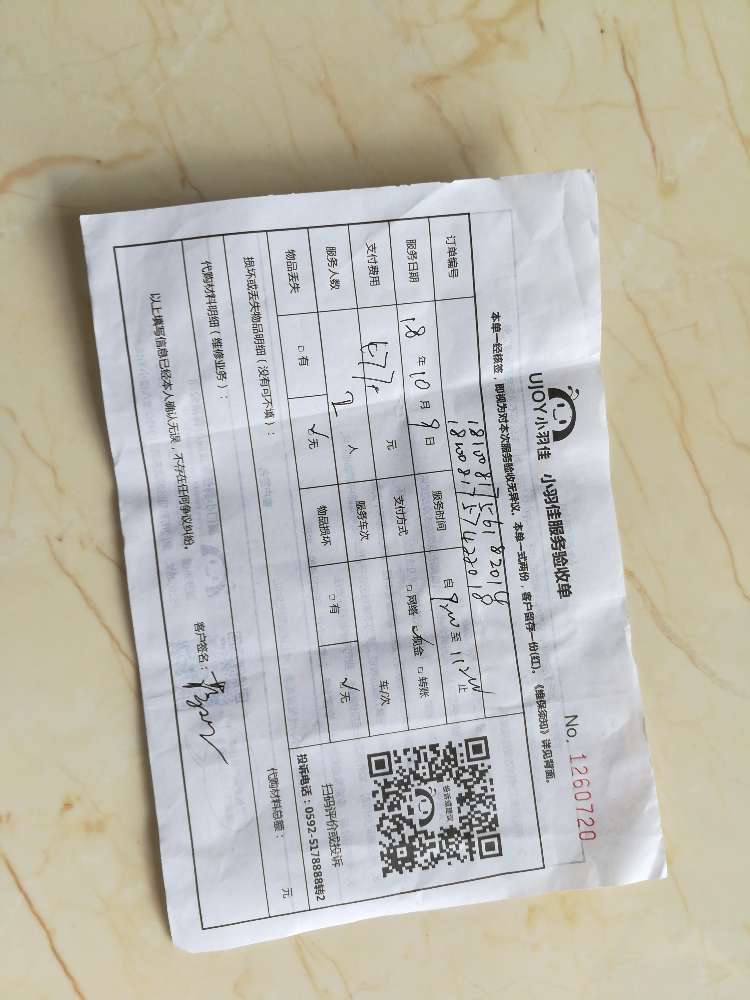 UJOY小羽佳 小羽佳服务验收单 No. 1260720
本单一经核签，即视为对本次服务验收无异议。本单一式两份，客户留存一份(红)。《维保须知》详见背面。
订单编号 1810081756182018
18100817574228018
服务日期 18 年 10 月 9 日 服务时间 自 至 止
支付费用 元 支付方式 □网络 ✓现金 □转账
服务人数 2 人 服务车次 车/次
物品丢失 □有 ✓无 物品损坏 □有 ✓无
损坏或丢失物品明细（没有可不填）：
代购材料明细（维修业务）： 代购材料总额： 元
以上填写信息已经本人确认无误，不存在任何争议纠纷。
客户签名：
给佳佳提建议
扫码评价或投诉
投诉电话：0592-5178888转2